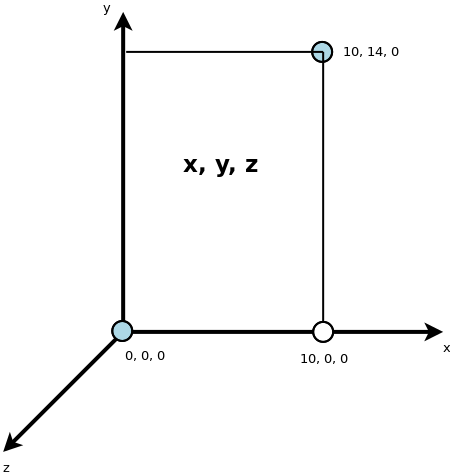 y
10, 14, 0
x, y, z
x
0, 0, 0
10, 0, 0
z